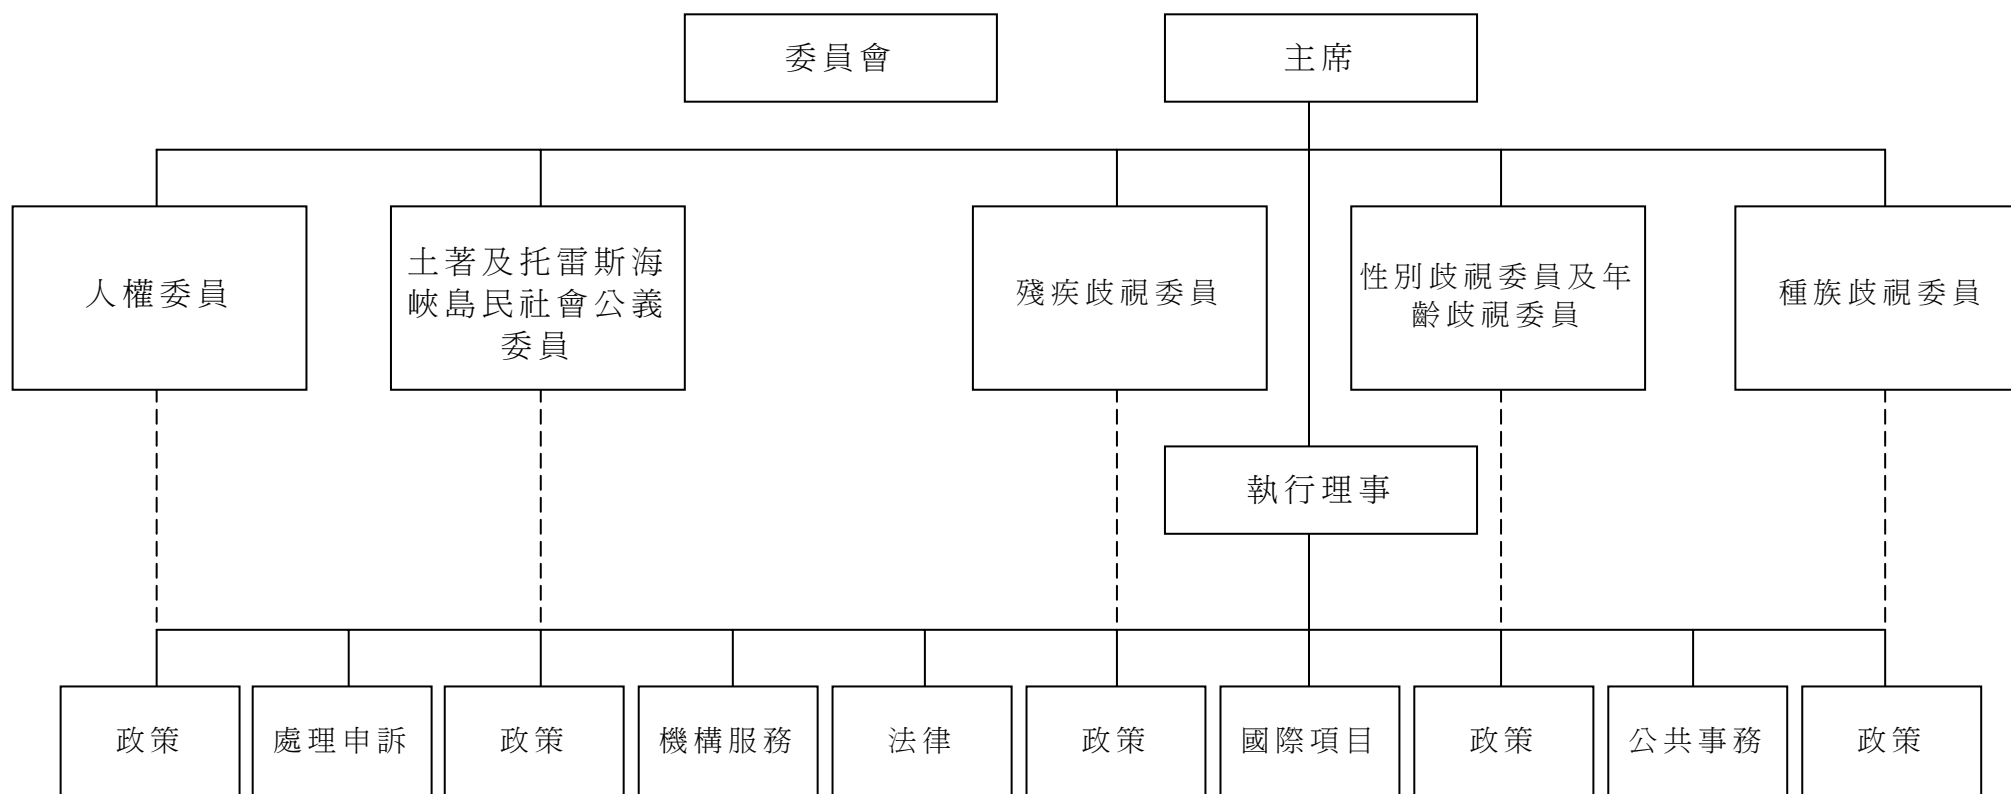 委員會
主席
人權委員
土著及托雷斯海
峽島民社會公義
委員
殘疾歧視委員
性別歧視委員及年
齡歧視委員
種族歧視委員
執行理事
政策
處理申訴
政策
機構服務
法律
政策
國際項目
政策
公共事務
政策